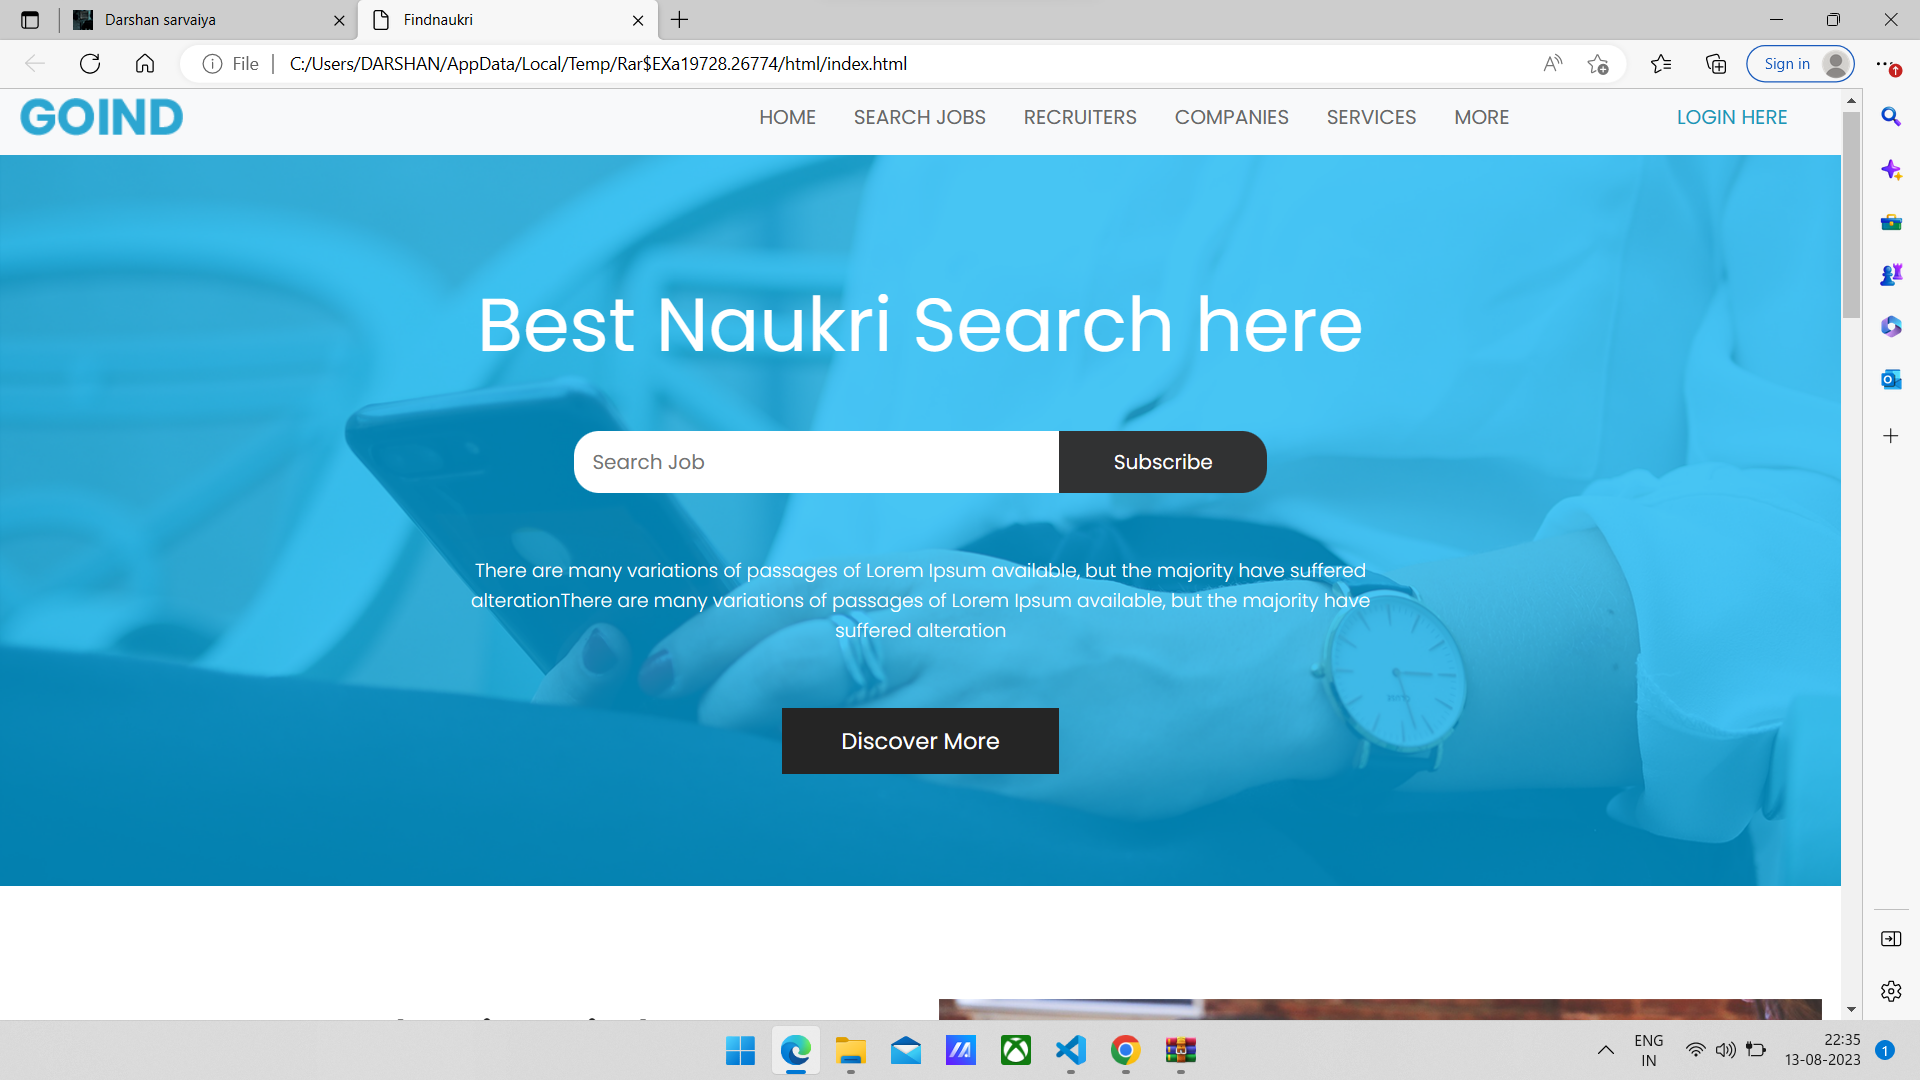 Darshan sarvaiya
Findnaukri
File
C:/Users/DARSHAN/AppData/Local/Temp/Rar$EXa19728.26774/html/index.html
Sign in
GOIND
HOME SEARCH JOBS RECRUITERS COMPANIES SERVICES MORE LOGIN HERE
Best Naukri Search here
Search Job
Subscribe
There are many variations of passages of Lorem Ipsum available, but the majority have suffered
alterationThere are many variations of passages of Lorem Ipsum available, but the majority have
suffered alteration
Discover More
ENG
IN
22:35
13-08-2023
1